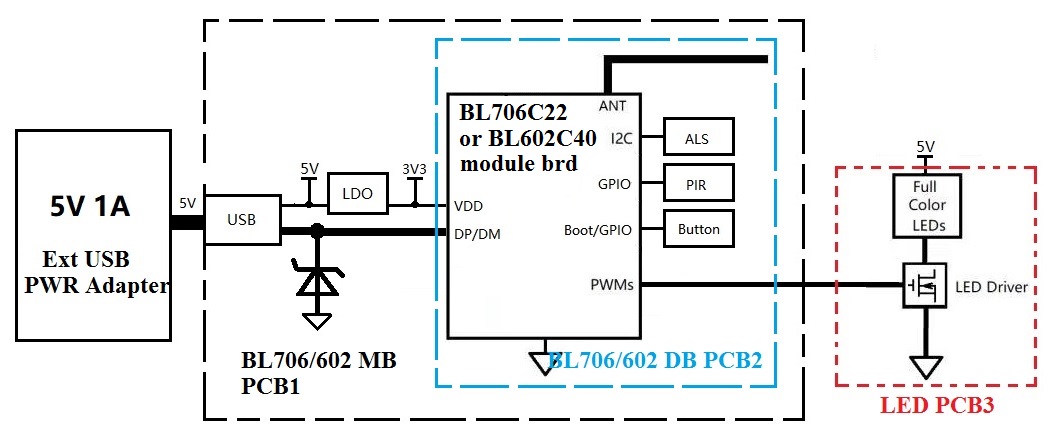 5V 1A
Ext USB
PWR Adapter
5V
USB
5V
LDO
3V3
BL706C22
or BL602C40
module brd
ANT
I2C
GPIO
Boot/GPIO
PWMs
VDD
DP/DM
ALS
PIR
Button
BL706/602 MB
PCB1
BL706/602 DB PCB2
5V
Full
Color
LEDs
LED Driver
LED PCB3